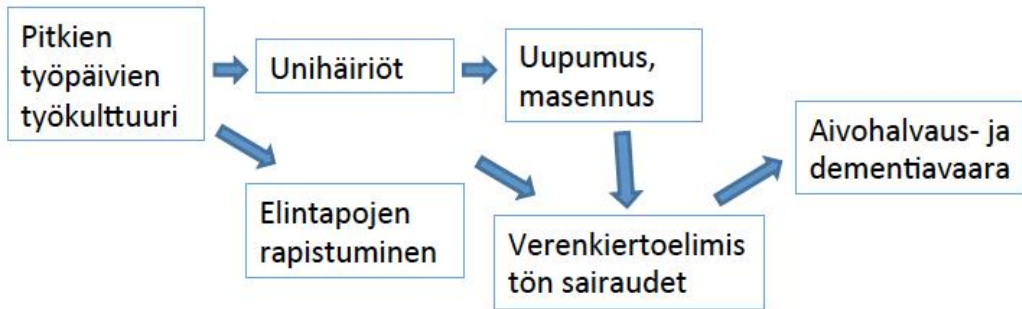 Pitkien
työpäivien
työkulttuuri
Unihäiriöt
Uupumus,
masennus
Aivohalvaus- ja
dementiavaara
Elintapojen
rapistuminen
Verenkiertoelimis
tön sairaudet